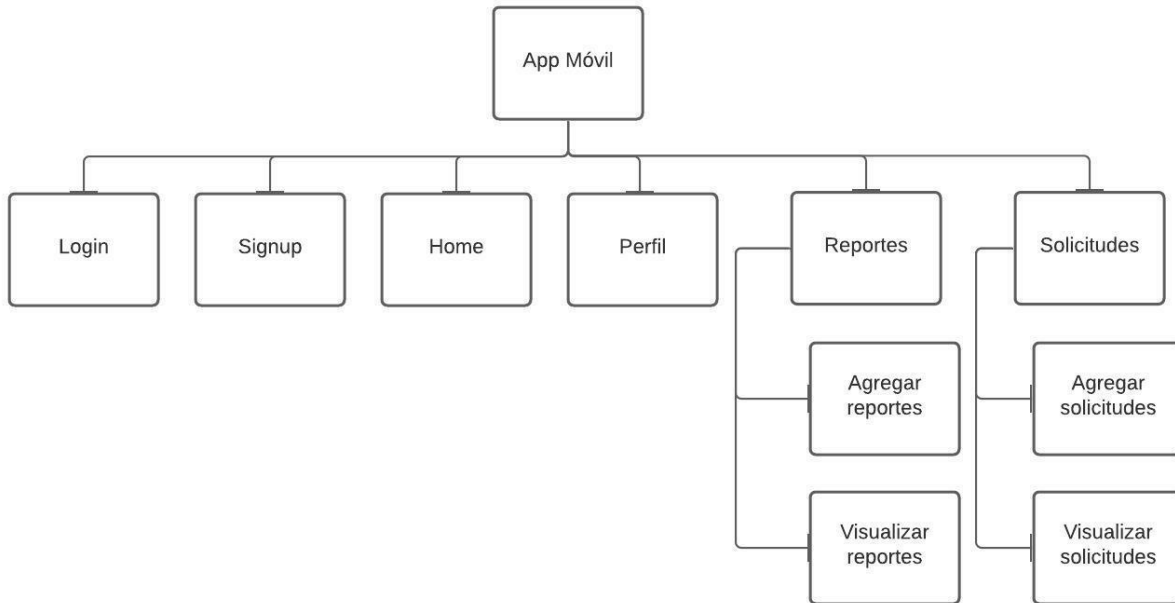 App Móvil
Login
Signup
Home
Perfil
Reportes
Solicitudes
Agregar
reportes
Agregar
solicitudes
Visualizar
reportes
Visualizar
solicitudes